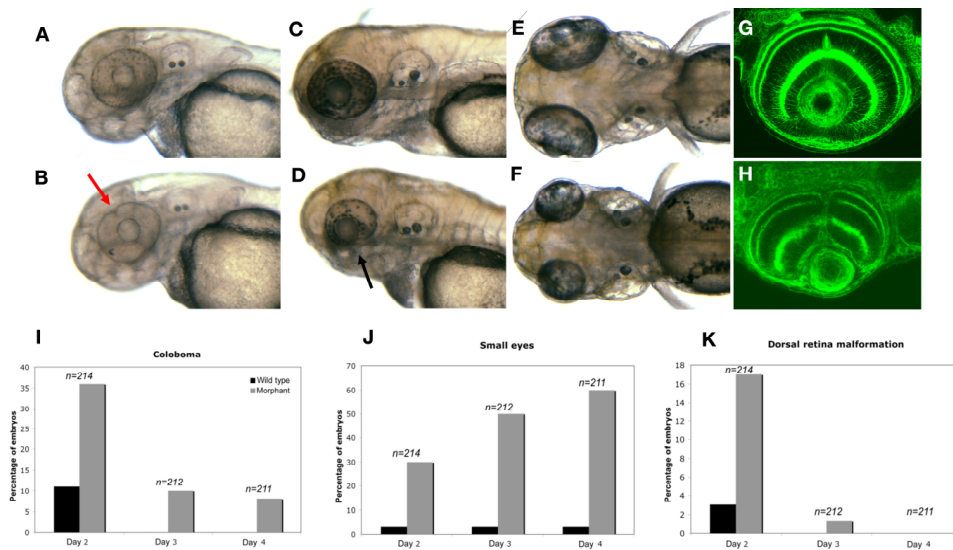 A
B
C
D
E
F
G
H
I
Coloboma
Percentage of embryos
40
35
30
25
20
15
10
5
0
n=214
n=212
n=211
Wild type
Morphant
Day 2
Day 3
Day 4
J
Small eyes
Percentage of embryos
70
60
50
40
30
20
10
0
n=214
n=212
n=211
Day 2
Day 3
Day 4
K
Dorsal retina malformation
Percentage of embryos
18
16
14
12
10
8
6
4
2
0
n=214
n=212
n=211
Day 2
Day 3
Day 4